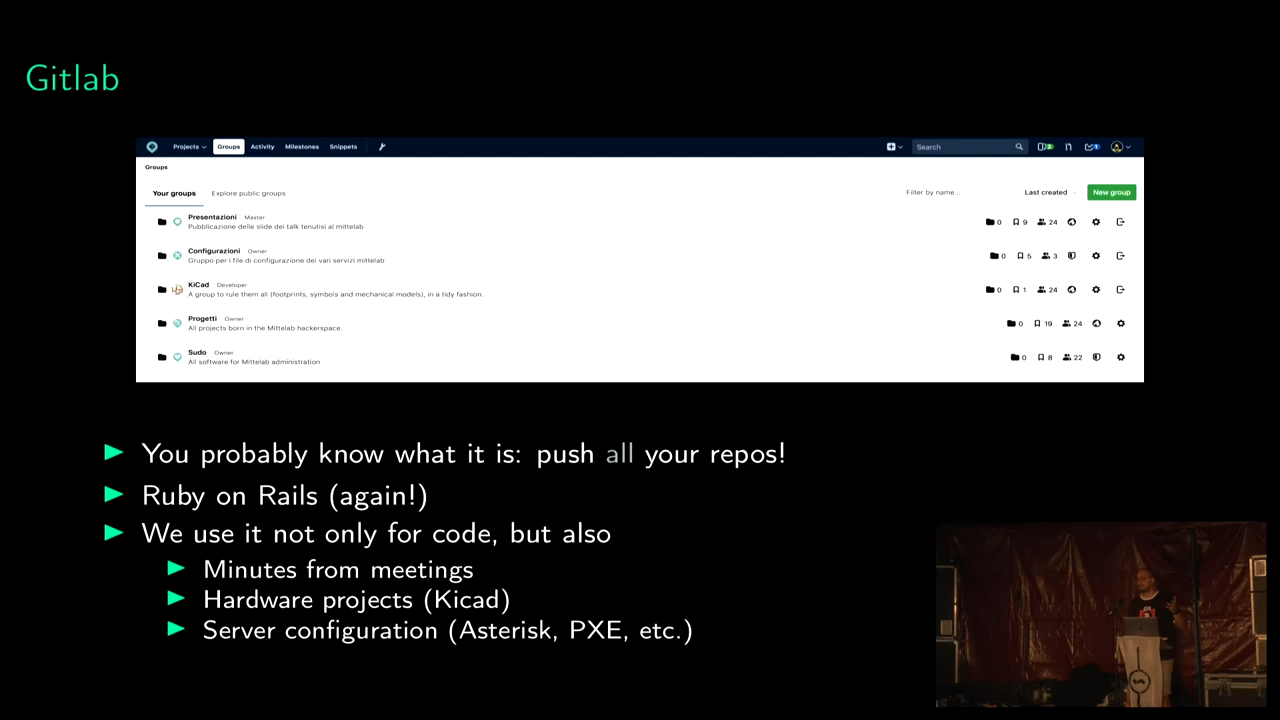 Gitlab
Projects Groups Activity Milestones Snippets Search 2 1
Groups
Your groups Explore public groups Filter by name... Last created New group
Presentazioni Master
Pubblicazione delle slide dei talk tenutisi al mittelab
0 9 24
Configurazioni Owner
Gruppo per i file di configurazione dei vari servizi mittelab
0 5 3
KiCad Developer
A group to rule them all (footprints, symbols and mechanical models), in a tidy fashion.
0 1 24
Progetti Owner
All projects born in the Mittelab hackerspace.
0 19 24
Sudo Owner
All software for Mittelab administration
0 8 22
You probably know what it is: push all your repos!
Ruby on Rails (again!)
We use it not only for code, but also
Minutes from meetings
Hardware projects (Kicad)
Server configuration (Asterisk, PXE, etc.)